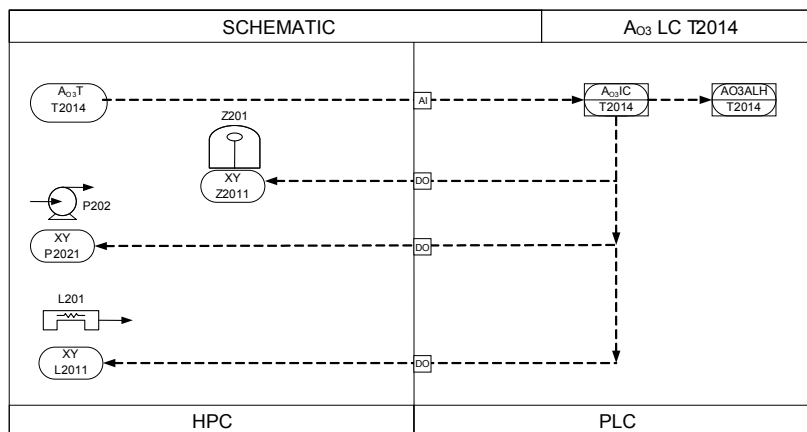 SCHEMATIC
AO3 LC T2014
AO3T
T2014
AI
AO3IC
T2014
AO3ALH
T2014
Z201
XY
Z2011
DO
P202
XY
P2021
DO
L201
XY
L2011
DO
HPC
PLC